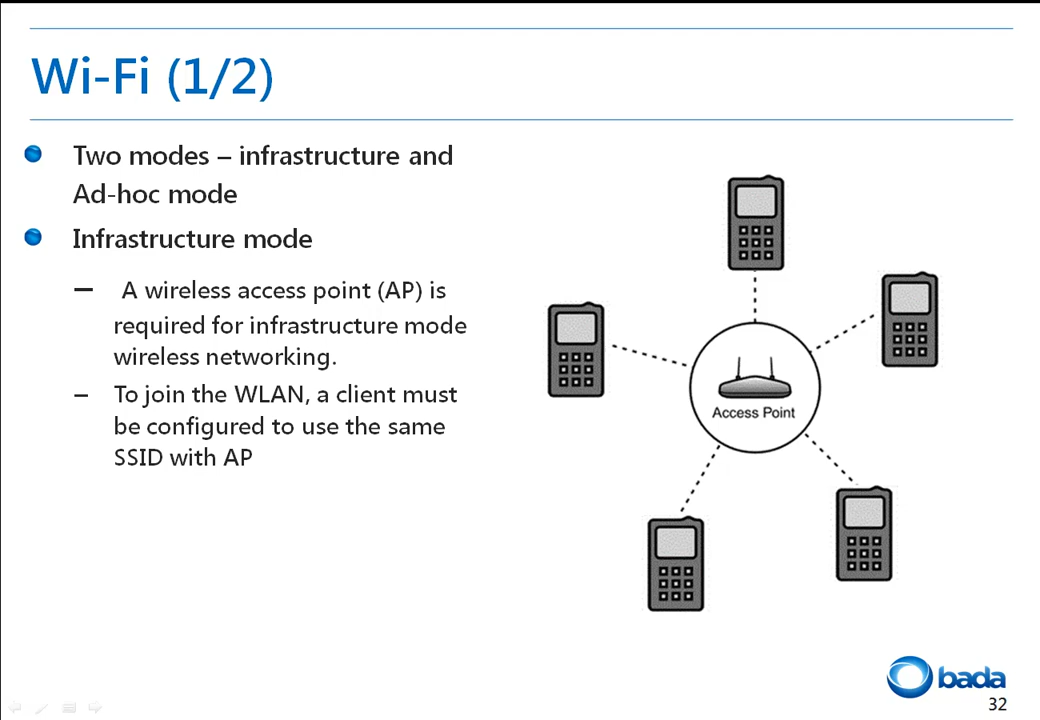 Wi-Fi (1/2)
Two modes – infrastructure and
Ad-hoc mode
Infrastructure mode
– A wireless access point (AP) is
required for infrastructure mode
wireless networking.
– To join the WLAN, a client must
be configured to use the same
SSID with AP
Access Point
bada
32